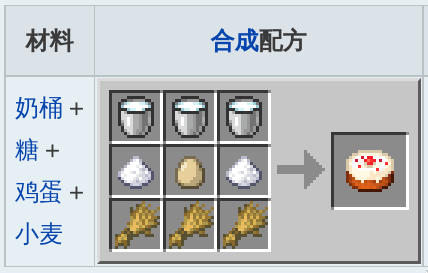 材料
合成配方
奶桶 +
糖 +
鸡蛋 +
小麦